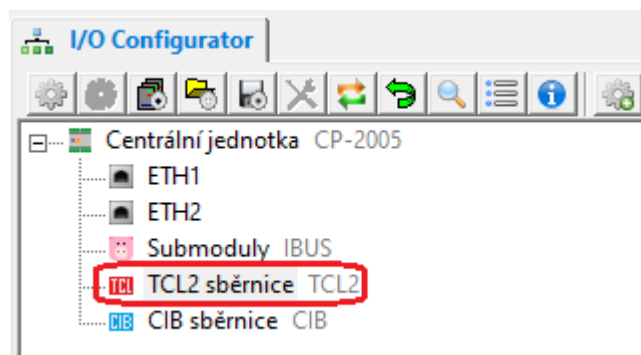 I/O Configurator
Centrální jednotka CP-2005
ETH1
ETH2
Submoduly IBUS
TCL TCL2 sběrnice TCL2
CIB CIB sběrnice CIB